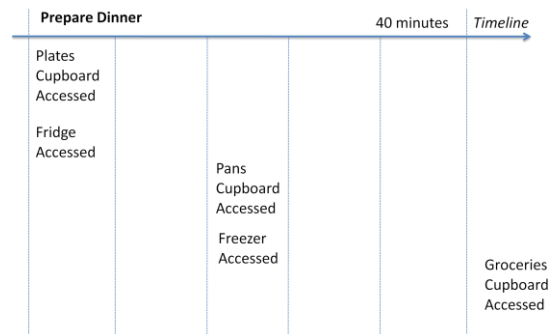 Prepare Dinner
40 minutes
Timeline
Plates
Cupboard
Accessed
Fridge
Accessed
Pans
Cupboard
Accessed
Freezer
Accessed
Groceries
Cupboard
Accessed